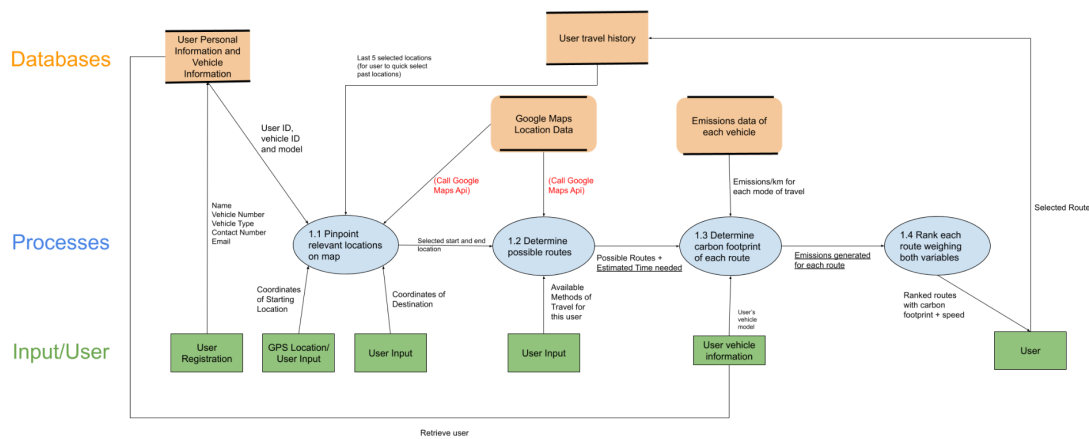 Databases
User Personal
Information and
Vehicle
Information
User travel history
Last 5 selected locations
(for user to quick select
past locations)
Google Maps
Location Data
Emissions data of
each vehicle
User ID,
vehicle ID
and model
(Call Google
Maps Api)
(Call Google
Maps Api)
Emissions/km for
each mode of travel
Name
Vehicle Number
Vehicle Type
Contact Number
Email
Selected Route
Processes
1.1 Pinpoint
relevant locations
on map
Selected start and end
location
1.2 Determine
possible routes
Possible Routes +
Estimated Time needed
1.3 Determine
carbon footprint
of each route
Emissions generated
for each route
1.4 Rank each
route weighing
both variables
Coordinates
of Starting
Location
Coordinates
of Destination
Available
Methods of
Travel for
this user
User's
vehicle
model
Ranked routes
with carbon
footprint + speed
Input/User
User
Registration
GPS Location/
User Input
User Input
User Input
User vehicle
information
User
Retrieve user